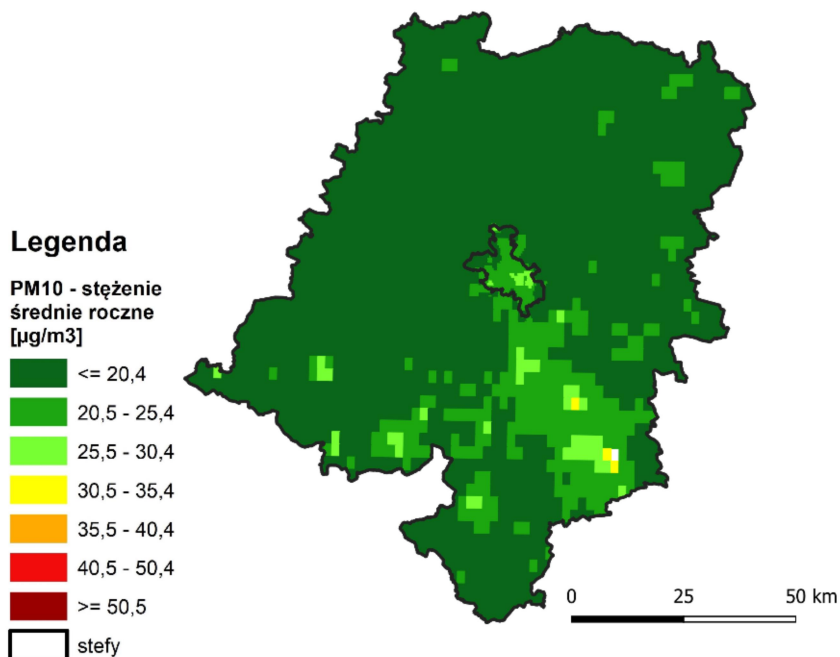 Legenda
PM10 - stężenie
średnie roczne
[µg/m3]
<= 20,4
20,5 - 25,4
25,5 - 30,4
30,5 - 35,4
35,5 - 40,4
40,5 - 50,4
>= 50,5
stefy
0 25 50 km